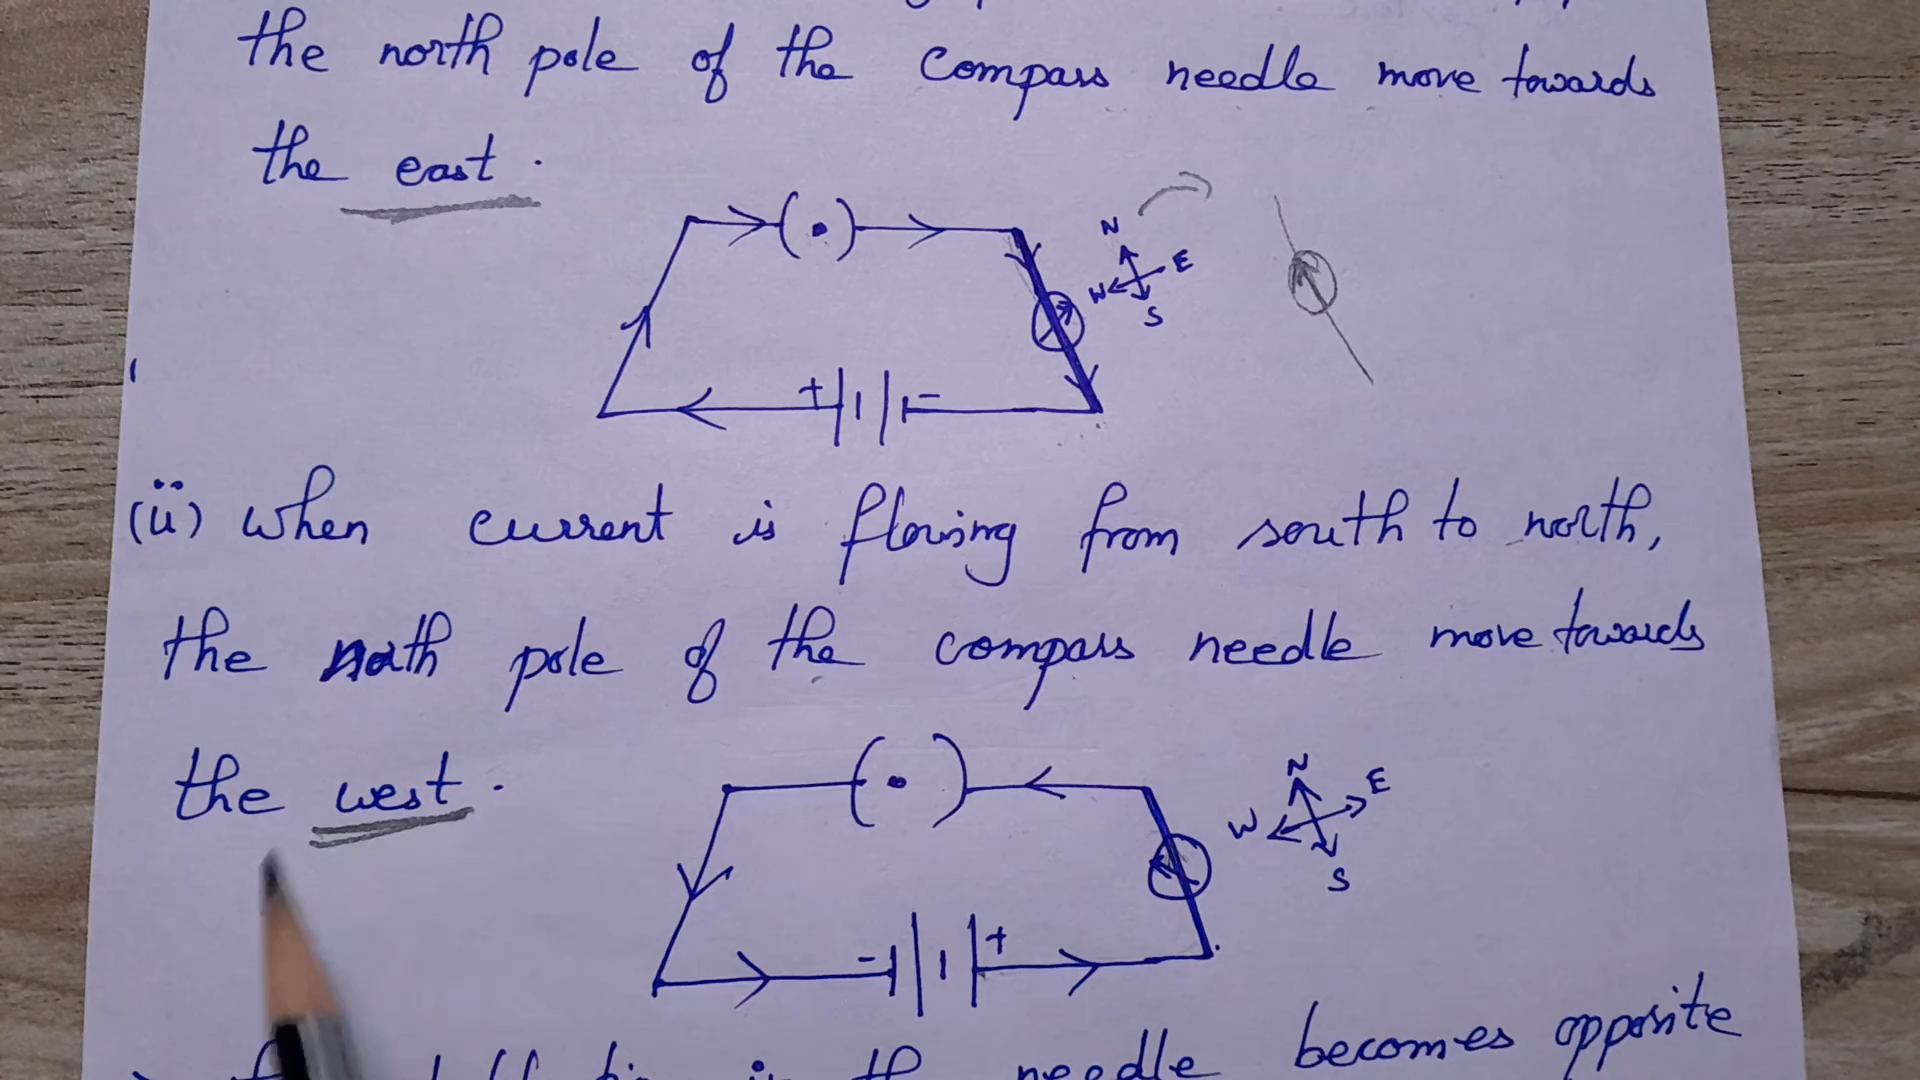 the north pole of the compass needle move towards
the east.
N
E
W
S
+
-
(ii) when current is flowing from south to north,
the north pole of the compass needle move towards
the west.
N
E
W
S
-
+
needle becomes opposite